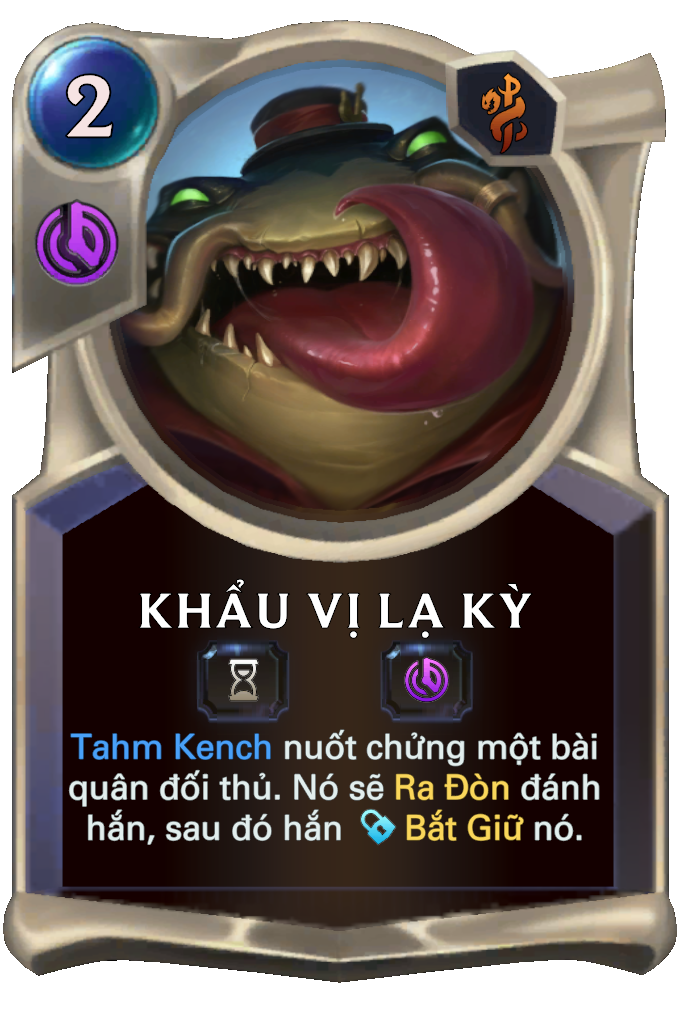 2
KHẨU VỊ LẠ KỲ
Tahm Kench nuốt chửng một bài
quân đối thủ. Nó sẽ Ra Đòn đánh
hắn, sau đó hắn Bắt Giữ nó.